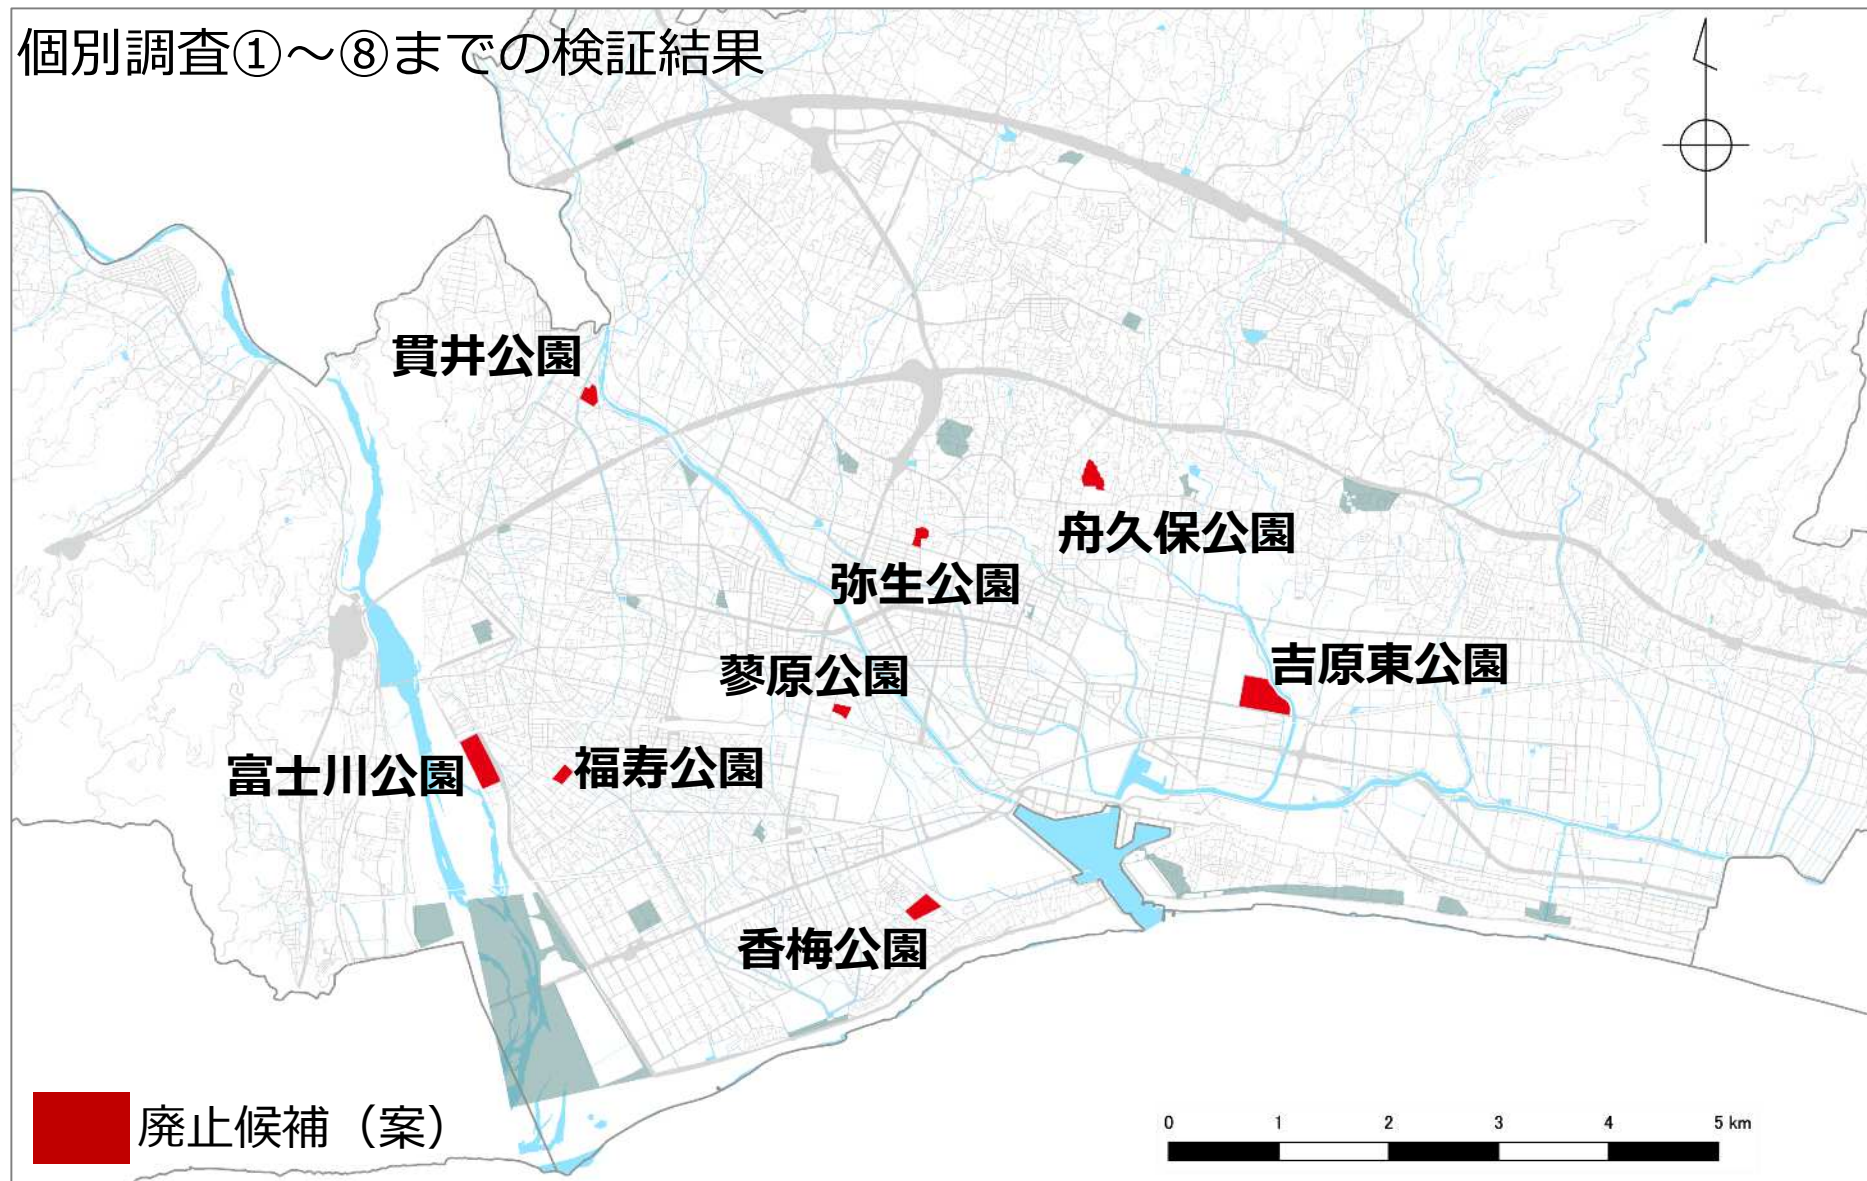 個別調査①～⑧までの検証結果
貫井公園
舟久保公園
弥生公園
吉原東公園
蓼原公園
富士川公園
福寿公園
香梅公園
廃止候補（案）
0 1 2 3 4 5 km